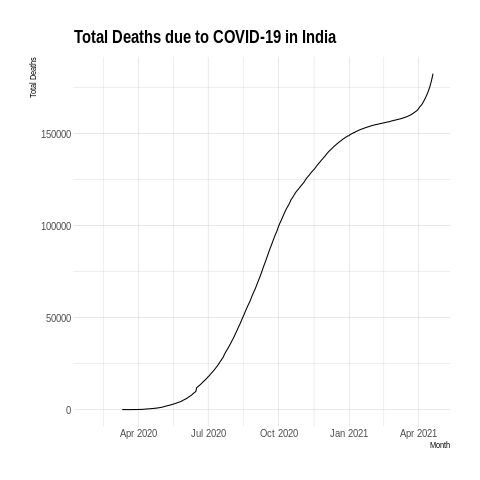 Total Deaths due to COVID-19 in India
Total Deaths
150000
100000
50000
0
Apr 2020 Jul 2020 Oct 2020 Jan 2021 Apr 2021
Month